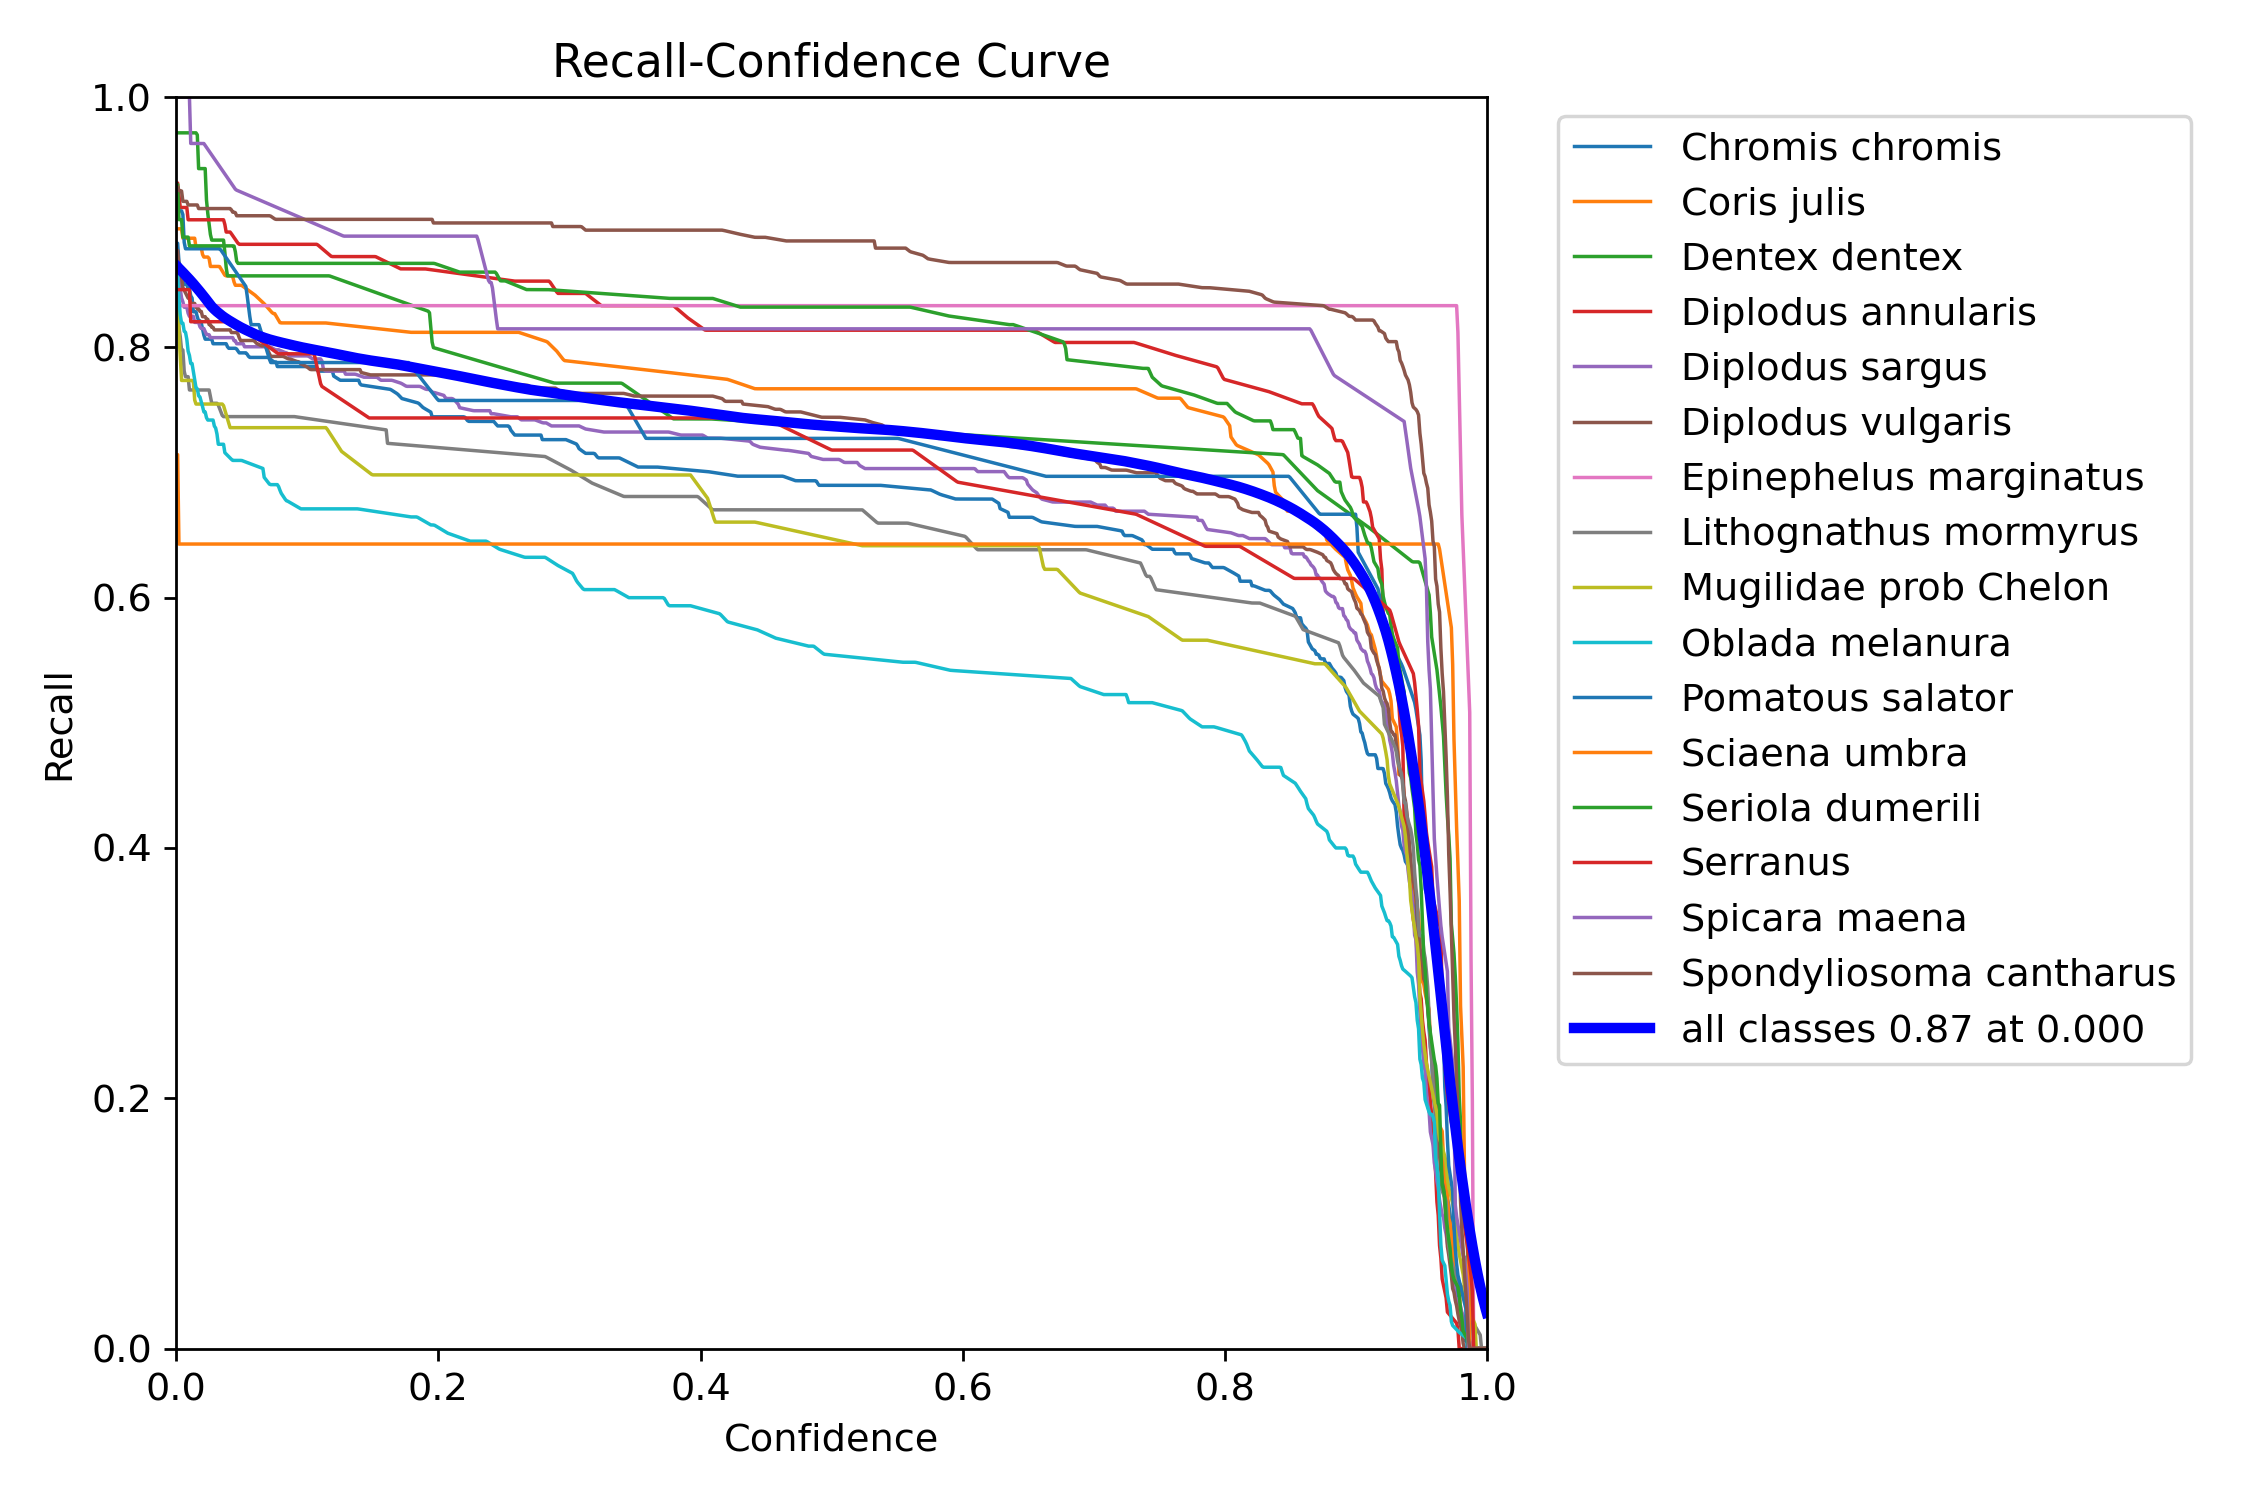 Recall-Confidence Curve
1.0
0.8
0.6
0.4
0.2
0.0
Recall
0.0 0.2 0.4 0.6 0.8 1.0
Confidence
Chromis chromis
Coris julis
Dentex dentex
Diplodus annularis
Diplodus sargus
Diplodus vulgaris
Epinephelus marginatus
Lithognathus mormyrus
Mugilidae prob Chelon
Oblada melanura
Pomatous salator
Sciaena umbra
Seriola dumerili
Serranus
Spicara maena
Spondyliosoma cantharus
all classes 0.87 at 0.000